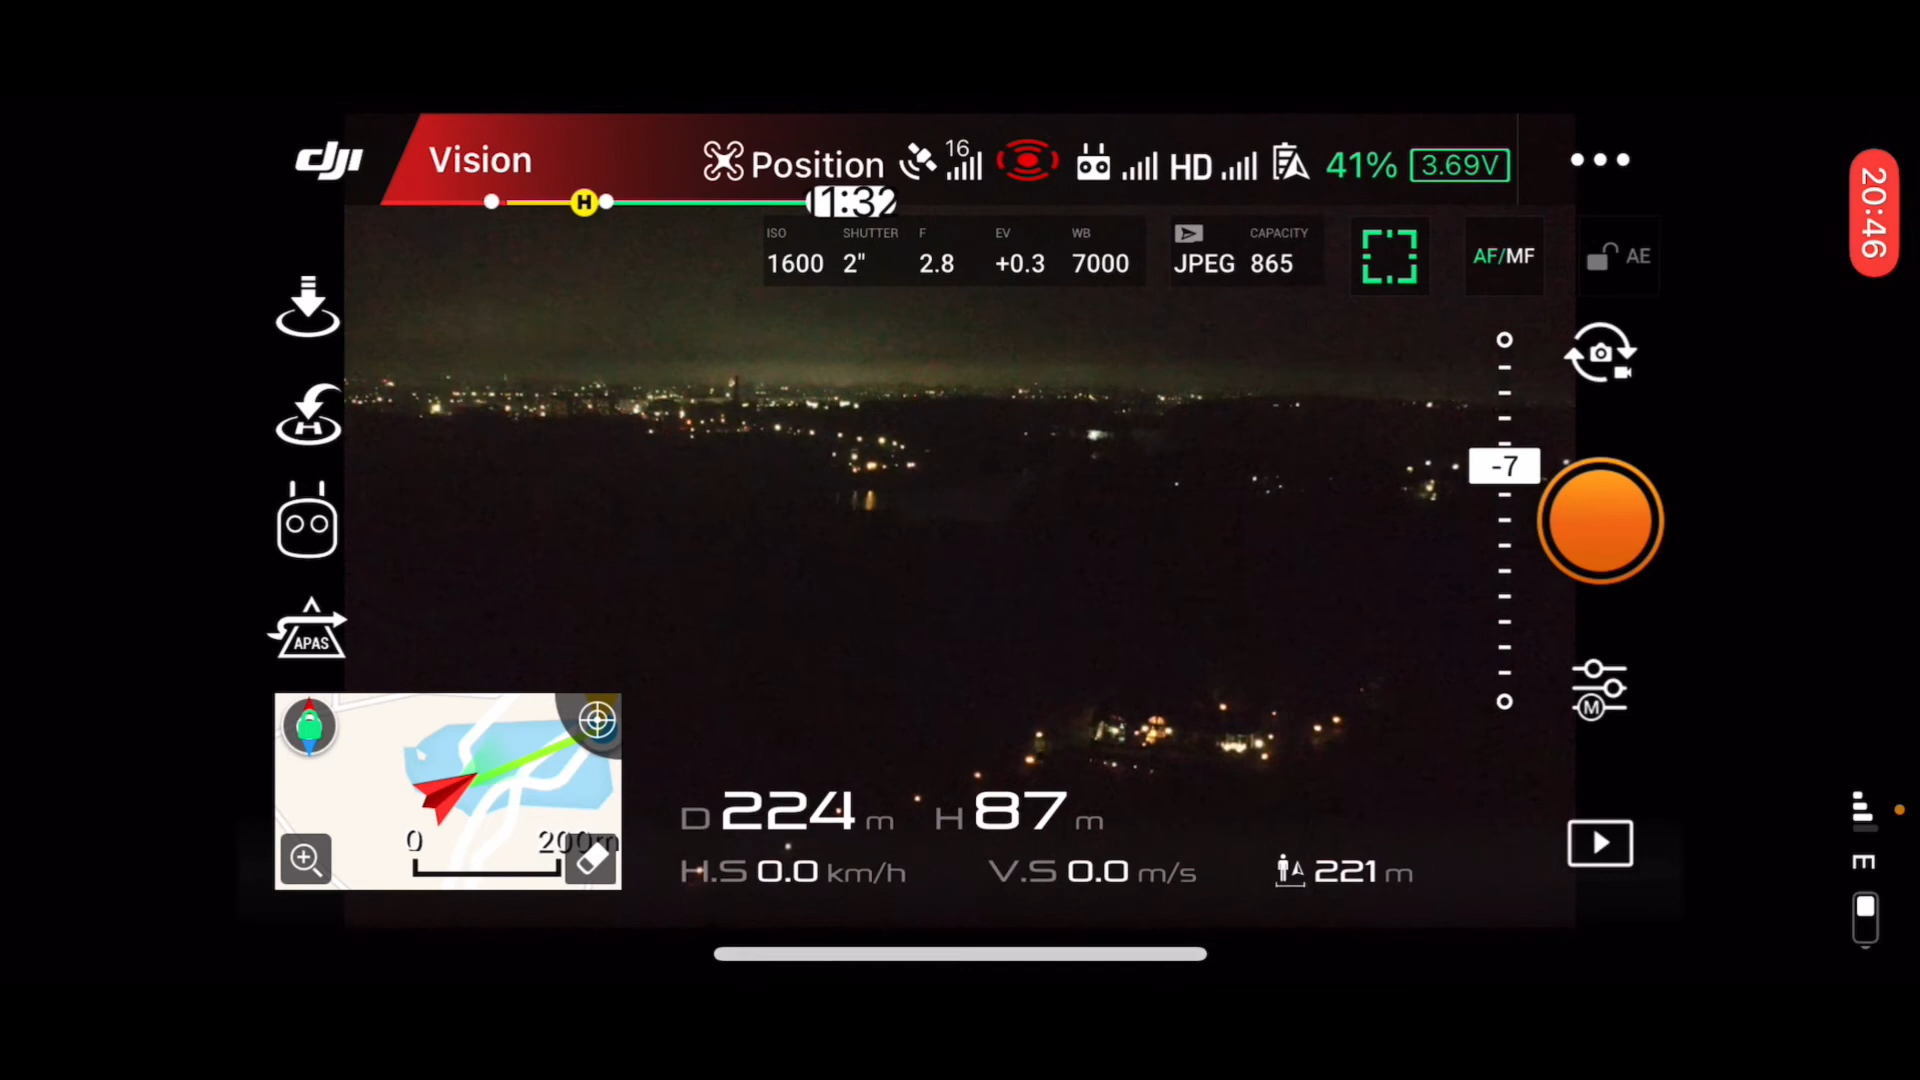 dji
Vision
Position
16
HD
41%
3.69V
20:46
H
11:32
ISO
SHUTTER
F
EV
WB
CAPACITY
1600
2"
2.8
+0.3
7000
JPEG
865
AF/MF
AE
-7
H
APAS
M
0
200m
D 224 m
H 87 m
H.S 0.0 km/h
V.S 0.0 m/s
221 m
E